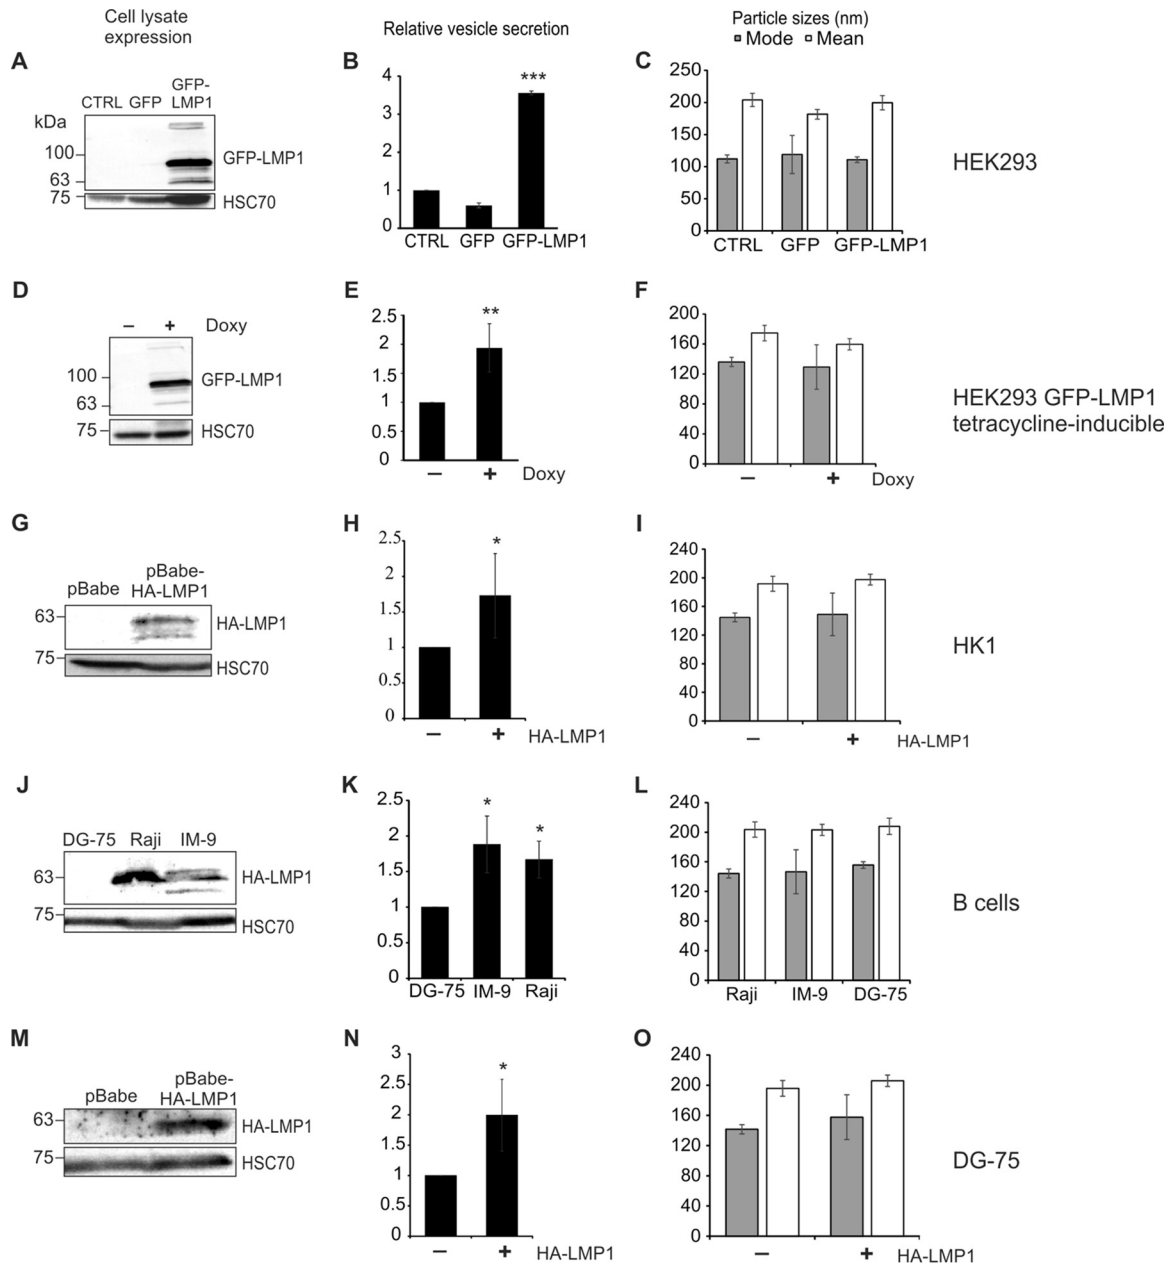 Cell lysate
expression
Relative vesicle secretion
Particle sizes (nm)
Mode Mean
A
CTRL GFP GFP-
LMP1
kDa
100
63
75
GFP-LMP1
HSC70
B
4
3
2
1
0
***
CTRL GFP GFP-LMP1
C
250
200
150
100
50
0
CTRL GFP GFP-LMP1
HEK293
D
– + Doxy
100
63
75
GFP-LMP1
HSC70
E
2.5
2
1.5
1
0.5
0
**
– + Doxy
F
200
160
120
80
40
0
– + Doxy
HEK293 GFP-LMP1
tetracycline-inducible
G
pBabe pBabe-
HA-LMP1
63
75
HA-LMP1
HSC70
H
2.5
2
1.5
1
0.5
0
*
– + HA-LMP1
I
240
200
160
120
80
40
0
– + HA-LMP1
HK1
J
DG-75 Raji IM-9
63
75
HA-LMP1
HSC70
K
2.5
2
1.5
1
0.5
0
* *
DG-75 IM-9 Raji
L
240
200
160
120
80
40
0
Raji IM-9 DG-75
B cells
M
pBabe pBabe-
HA-LMP1
63
75
HA-LMP1
HSC70
N
3
2.5
2
1.5
1
0.5
0
*
– + HA-LMP1
O
240
200
160
120
80
40
0
– + HA-LMP1
DG-75